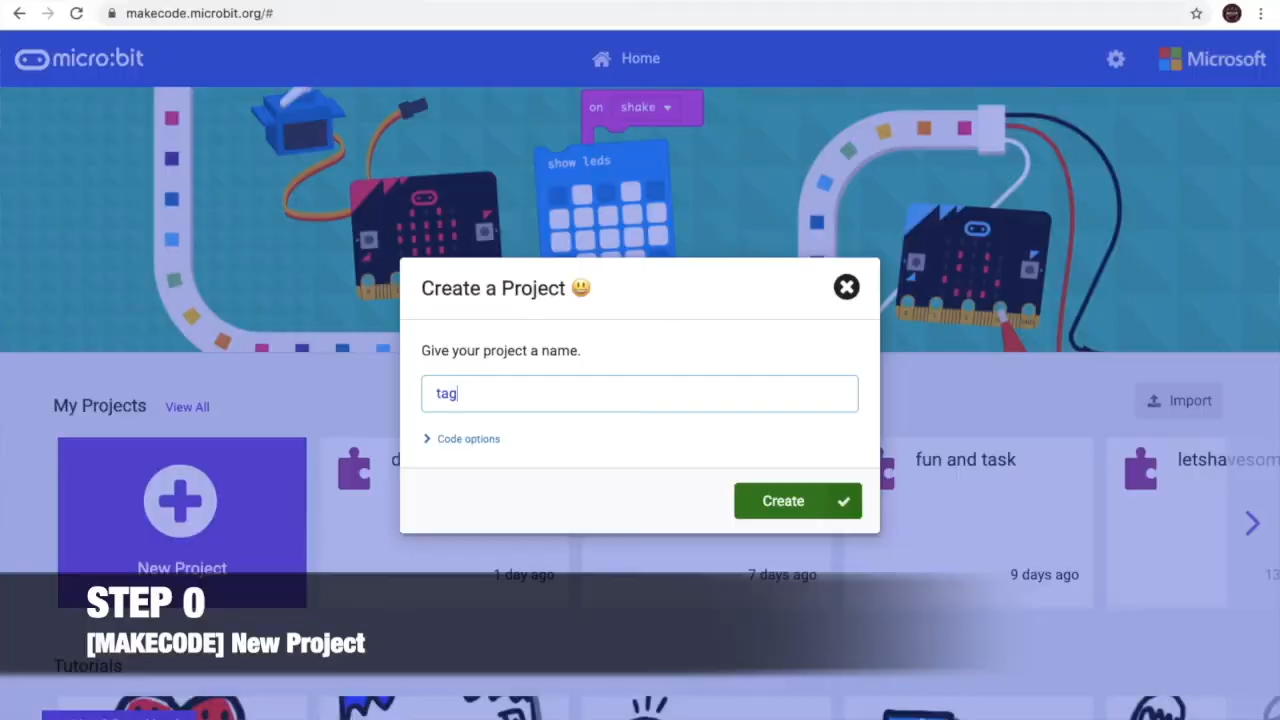 makecode.microbit.org/#
micro:bit
Home
Microsoft
on shake
show leds
Create a Project 😃
Give your project a name.
tag
Code options
Create
My Projects View All
Import
New Project
d
1 day ago
7 days ago
fun and task
9 days ago
letshavesom
13
STEP 0
[MAKECODE] New Project
Tutorials